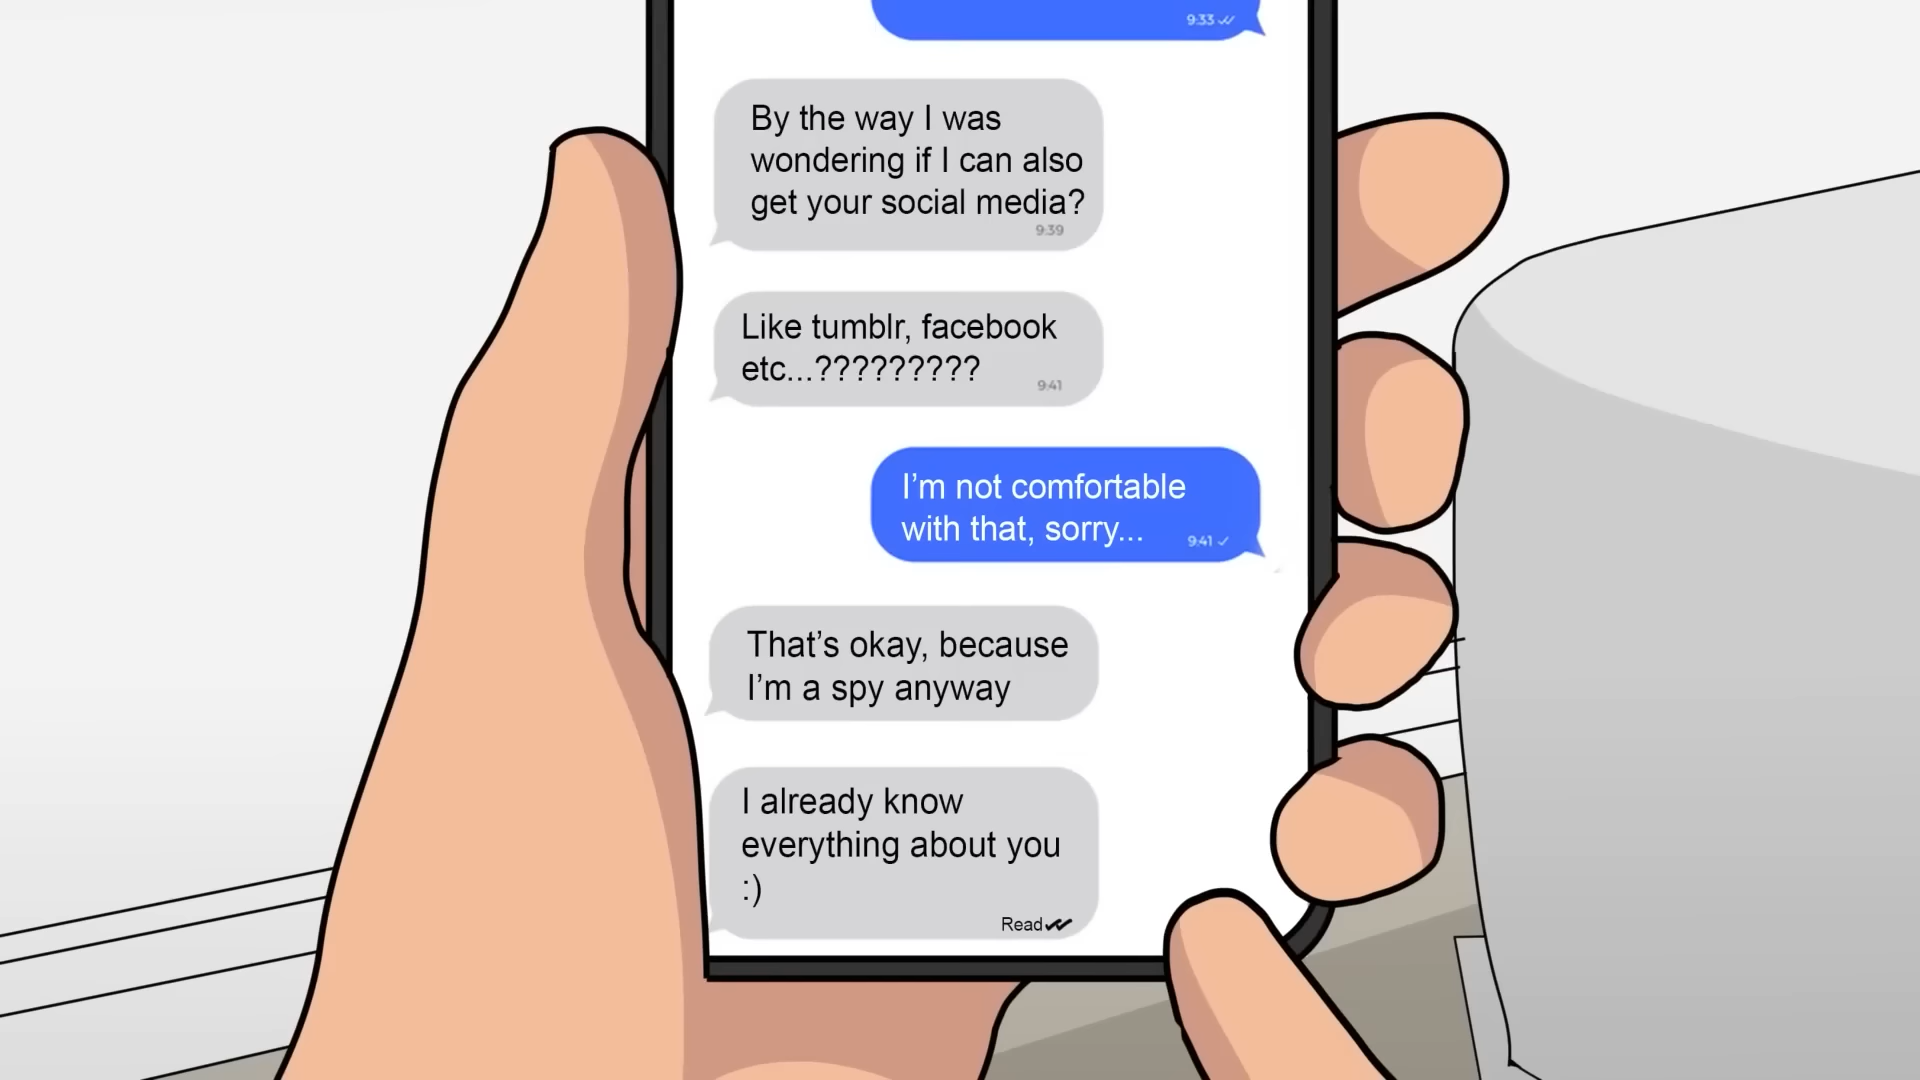 9:33
By the way I was
wondering if I can also
get your social media?
9:39
Like tumblr, facebook
etc...?????????
9:41
I’m not comfortable
with that, sorry...
9:41
That’s okay, because
I’m a spy anyway
I already know
everything about you
:)
Read